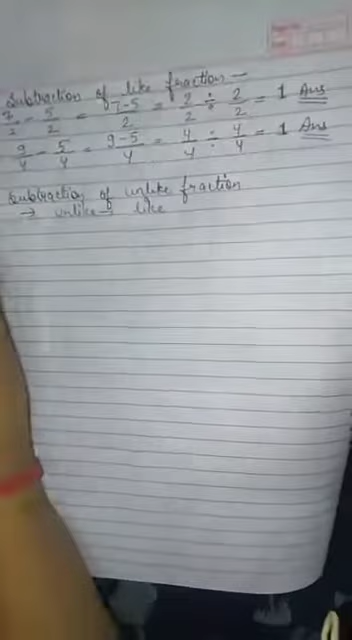 Subtraction of like fraction -
7/2 - 5/2 = 7-5/2 = 2/2 ÷ 2/2 = 1 Ans
9/4 - 5/4 = 9-5/4 = 4/4 ÷ 4/4 = 1 Ans
Subtraction of unlike fraction
→ unlike → like